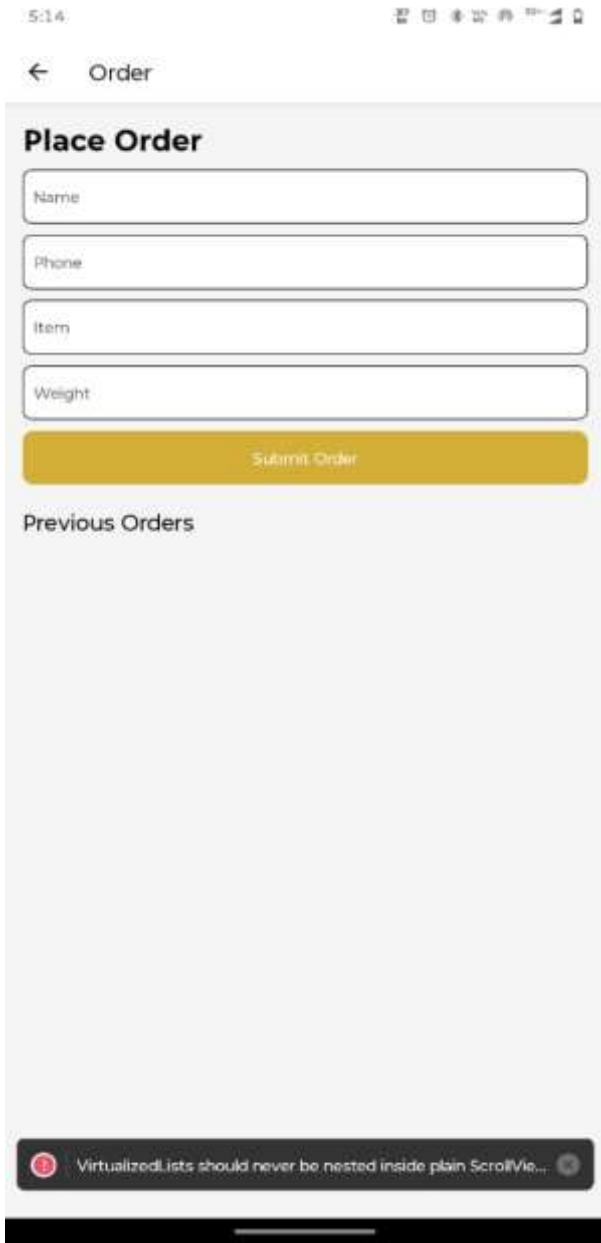 5:14
Order
Place Order
Name
Phone
Item
Weight
Submit Order
Previous Orders
VirtualizedLists should never be nested inside plain ScrollVie...